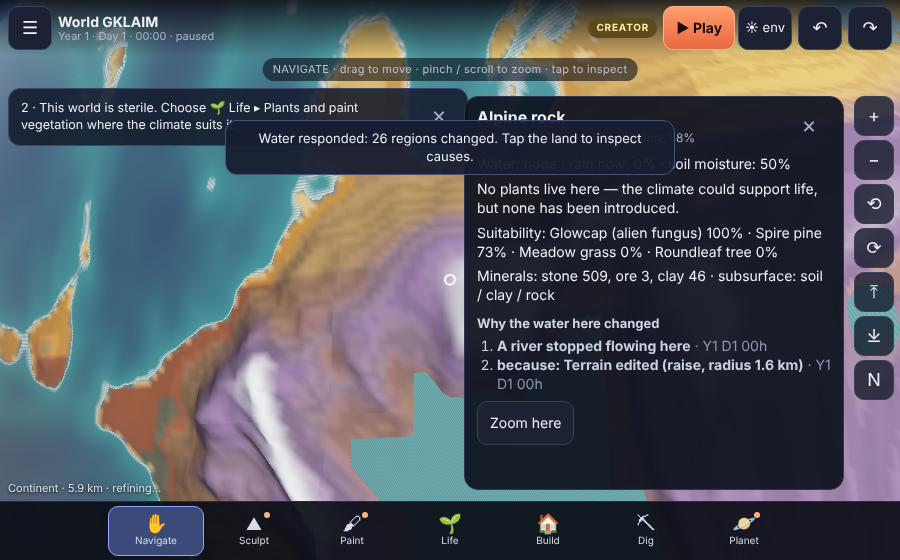 ☰ World GKLAIM
Year 1 · Day 1 · 00:00 · paused
CREATOR
▶ Play
☀ env
↶
↷
NAVIGATE · drag to move · pinch / scroll to zoom · tap to inspect
2 · This world is sterile. Choose 🌱 Life ▸ Plants and paint
vegetation where the climate suits
✕
Water responded: 26 regions changed. Tap the land to inspect
causes.
Alpine rock
8%
✕
Water: none · rain now: 0% · soil moisture: 50%
No plants live here — the climate could support life,
but none has been introduced.
Suitability: Glowcap (alien fungus) 100% · Spire pine
73% · Meadow grass 0% · Roundleaf tree 0%
Minerals: stone 509, ore 3, clay 46 · subsurface: soil
/ clay / rock
Why the water here changed
1. A river stopped flowing here · Y1 D1 00h
2. because: Terrain edited (raise, radius 1.6 km) · Y1
D1 00h
Zoom here
+
−
⟲
⟳
⤒
⤓
N
Continent · 5.9 km · refining…
Navigate
Sculpt
Paint
Life
Build
Dig
Planet